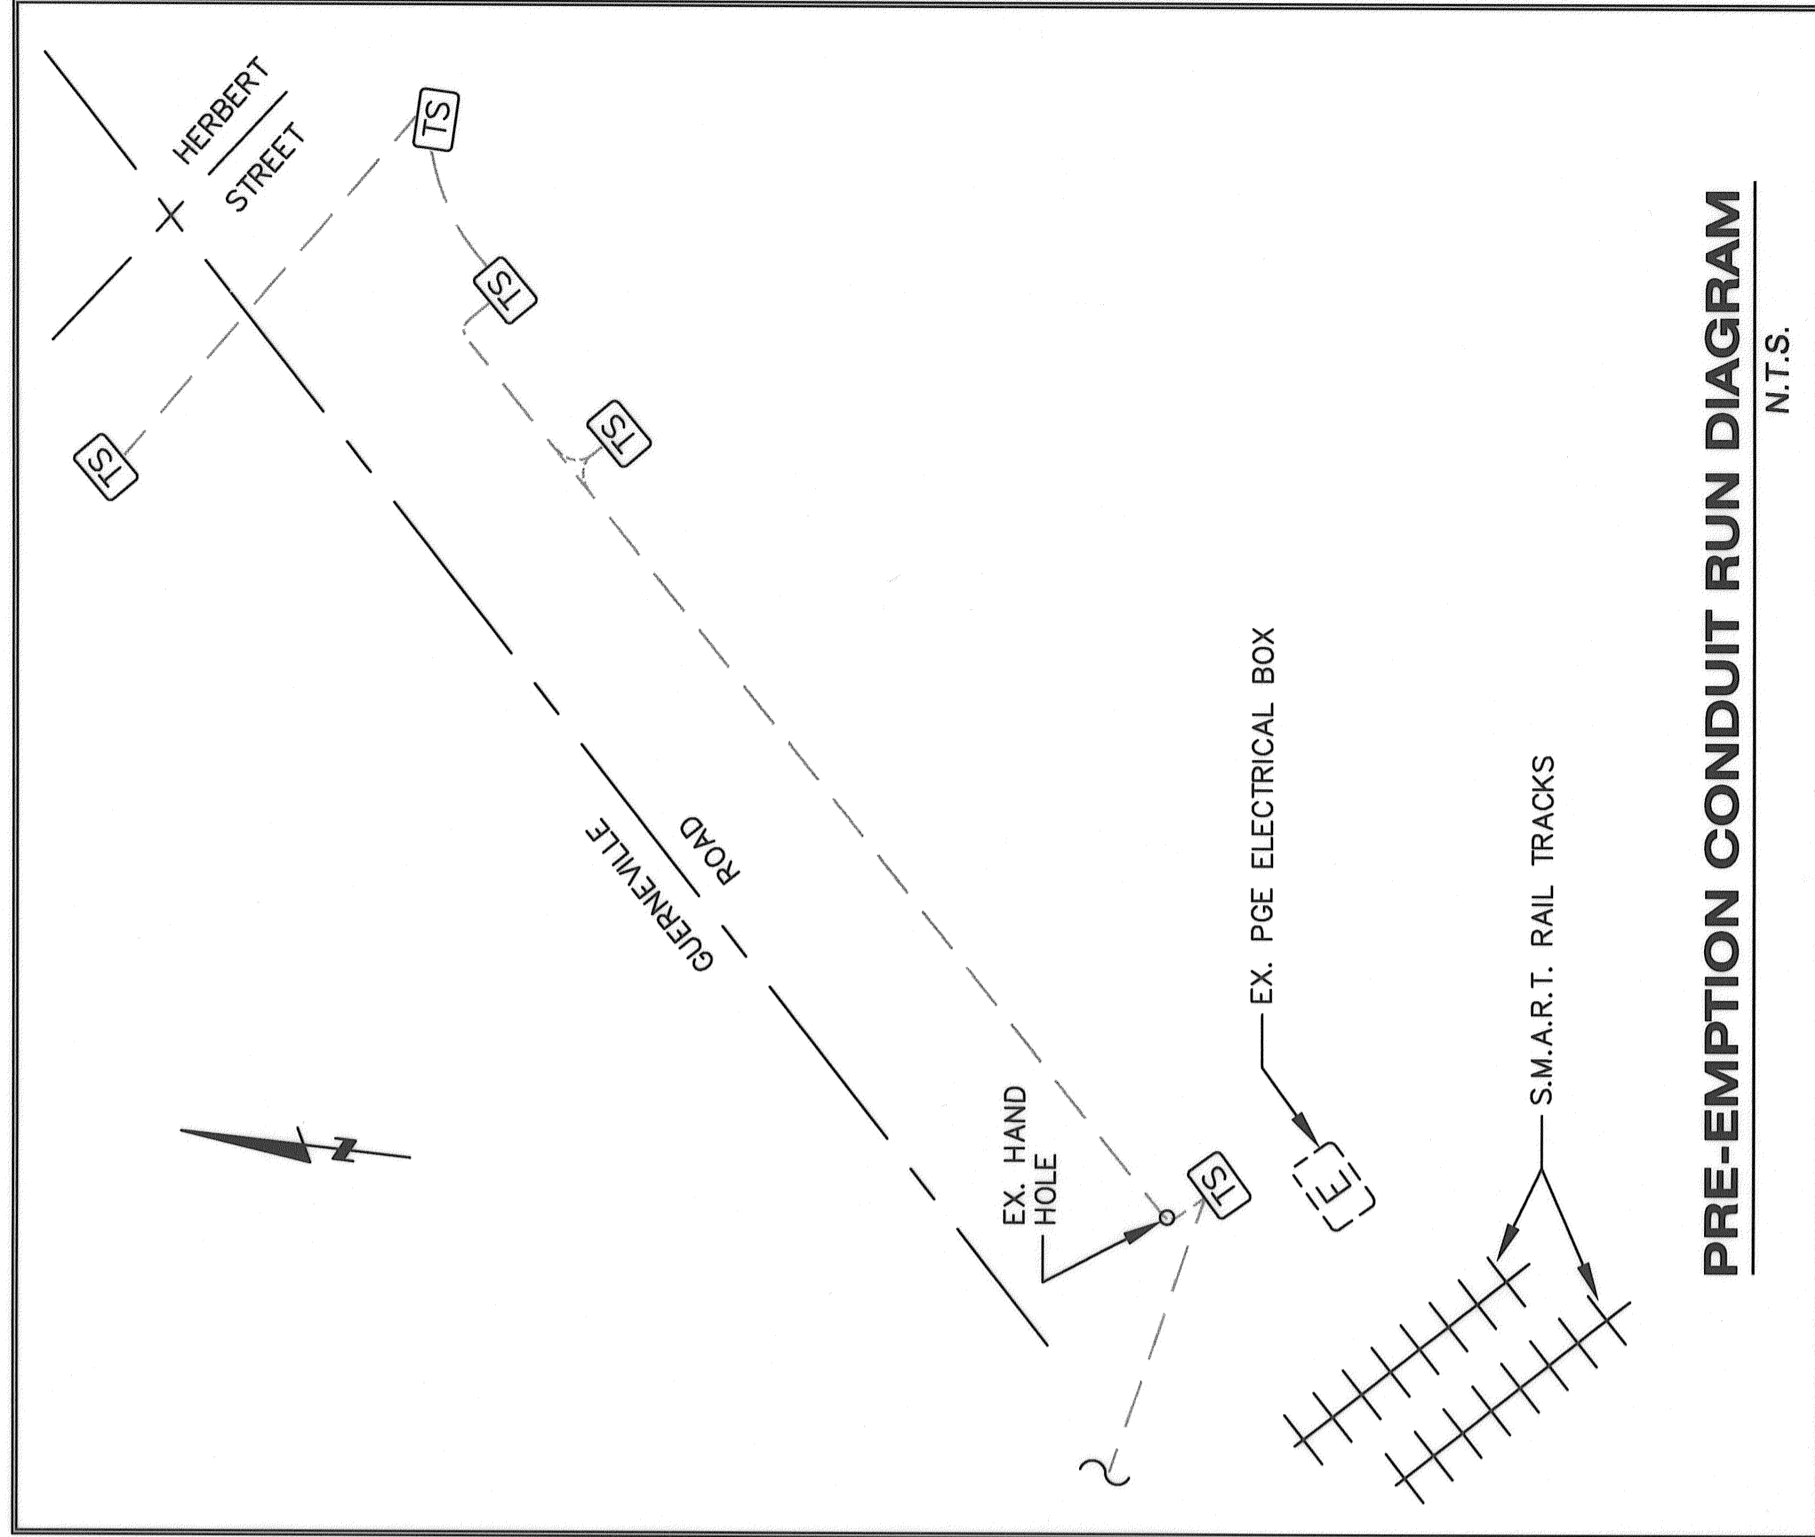 HERBERT
STREET
TS
TS
TS
TS
GUERNEVILLE
ROAD
N
EX. HAND
HOLE
TS
E
EX. PGE ELECTRICAL BOX
S.M.A.R.T. RAIL TRACKS
PRE-EMPTION CONDUIT RUN DIAGRAM
N.T.S.